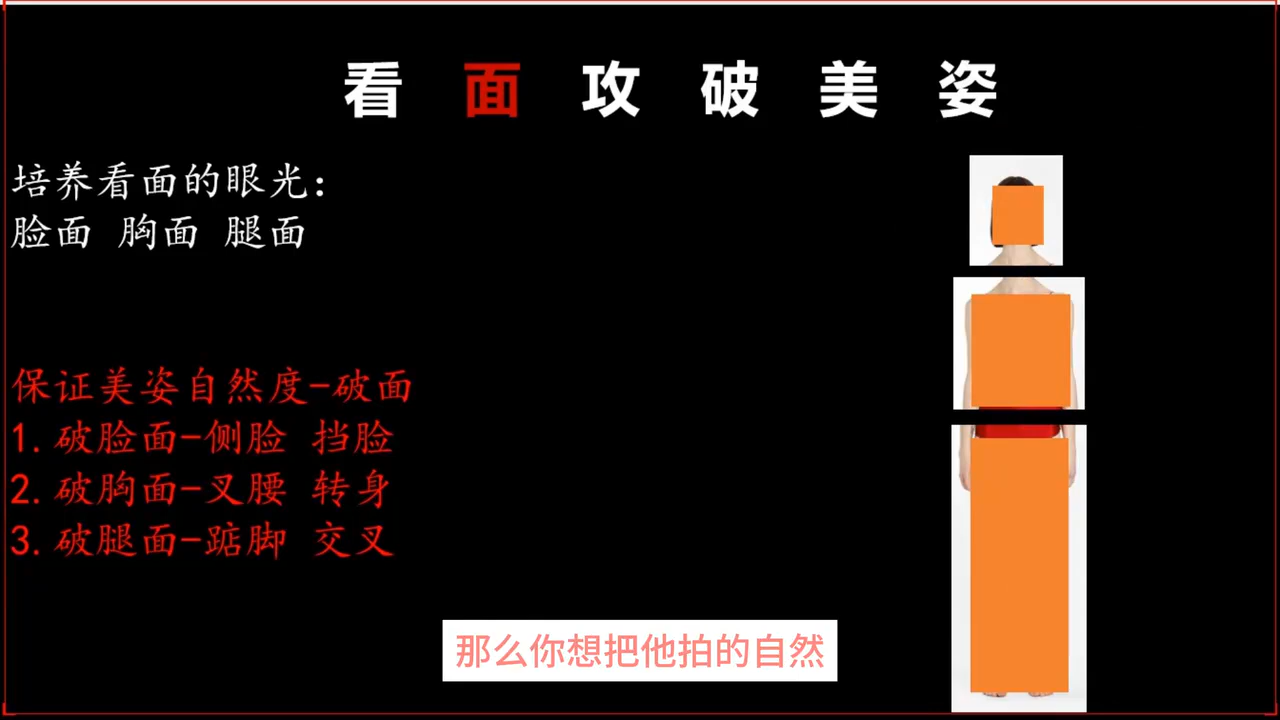 看面攻破美姿
培养看面的眼光：
脸面 胸面 腿面
保证美姿自然度-破面
1.破脸面-侧脸 挡脸
2.破胸面-叉腰 转身
3.破腿面-踮脚 交叉
那么你想把他拍的自然